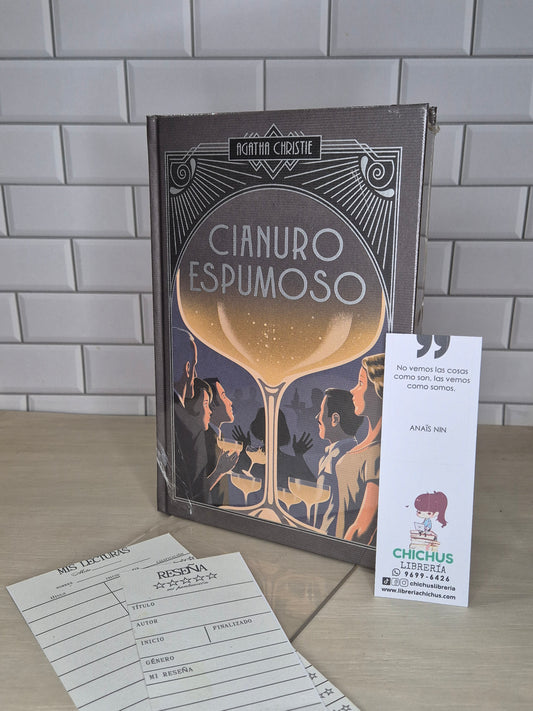 AGATHA CHRISTIE
CIANURO
ESPUMOSO
No vemos las cosas
como son, las vemos
como somos.
ANAÏS NIN
CHICHUS
LIBRERÍA
9699-6426
chichuslibreria
www.libreriachichus.com
MIS LECTURAS
TÍTULO
RESEÑA
TÍTULO
AUTOR
INICIO
FINALIZADO
GÉNERO
MI RESEÑA